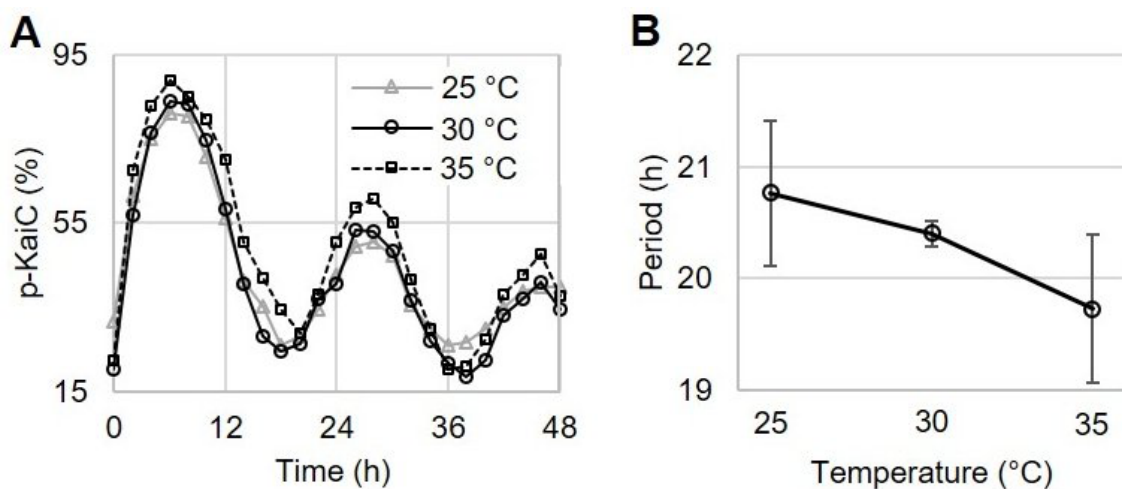 A
95
55
15
p-KaiC (%)
25 °C
30 °C
35 °C
0 12 24 36 48
Time (h)
B
22
21
20
19
Period (h)
25 30 35
Temperature (°C)